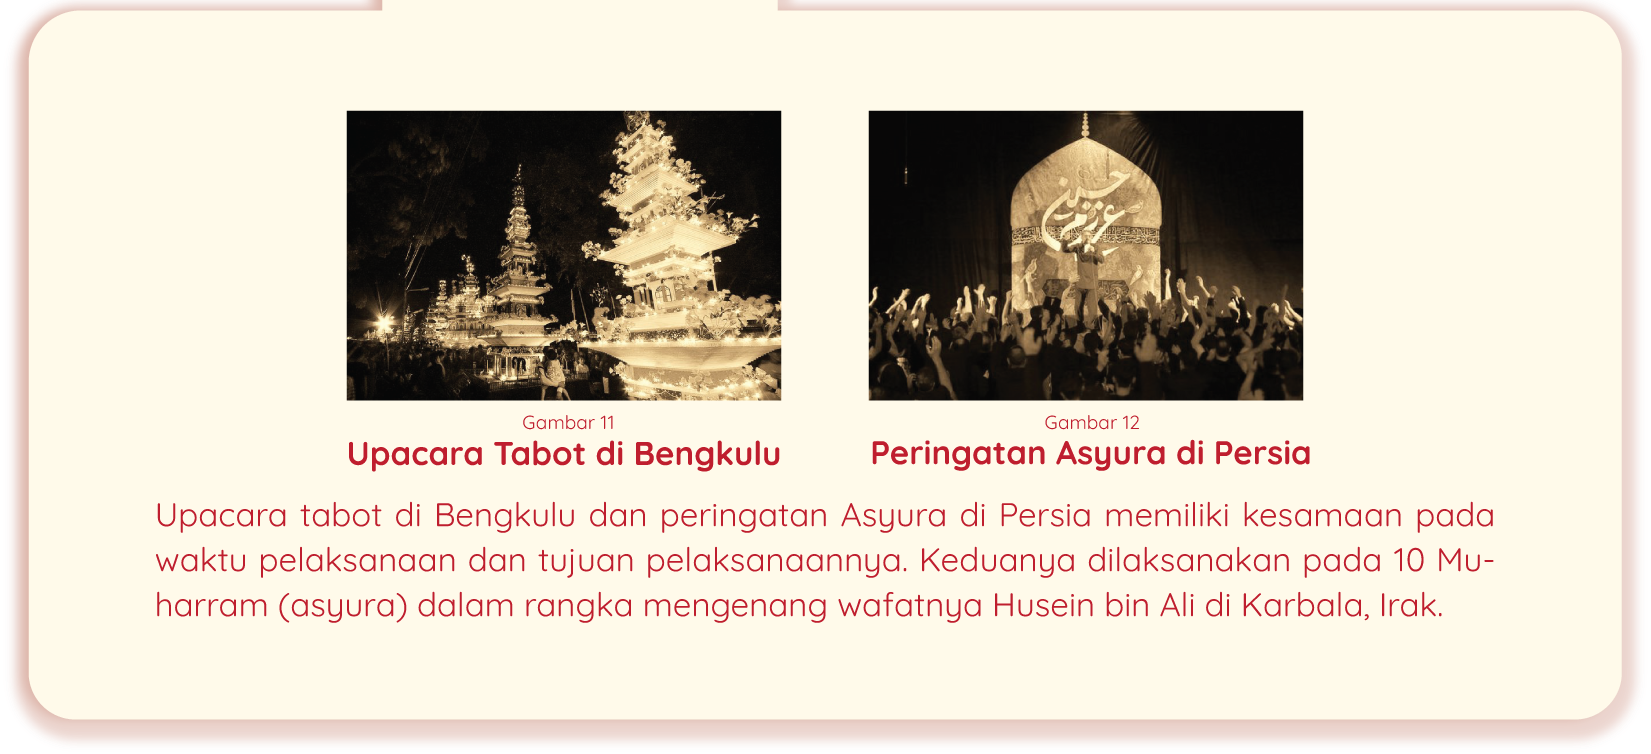 عزیزم حسین
Gambar 11
Upacara Tabot di Bengkulu
Gambar 12
Peringatan Asyura di Persia
Upacara tabot di Bengkulu dan peringatan Asyura di Persia memiliki kesamaan pada
waktu pelaksanaan dan tujuan pelaksanaannya. Keduanya dilaksanakan pada 10 Mu-
harram (asyura) dalam rangka mengenang wafatnya Husein bin Ali di Karbala, Irak.